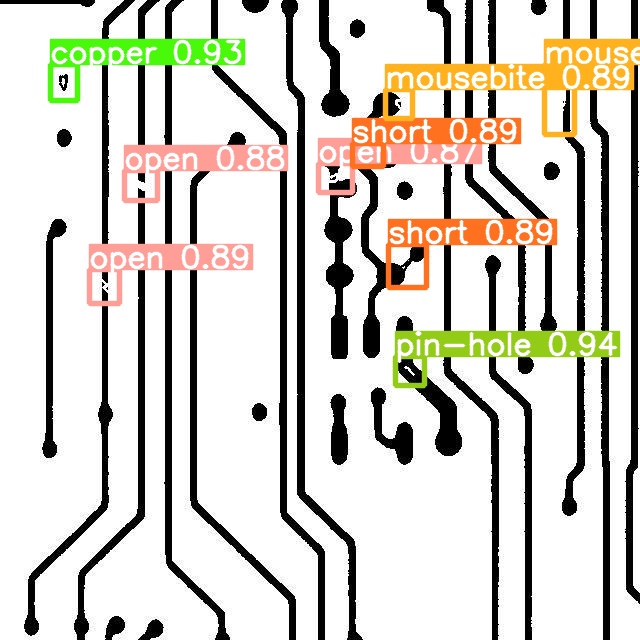 copper 0.93
mouse
mousebite 0.89
short 0.89
open 0.88
open 0.87
short 0.89
open 0.89
pin-hole 0.94